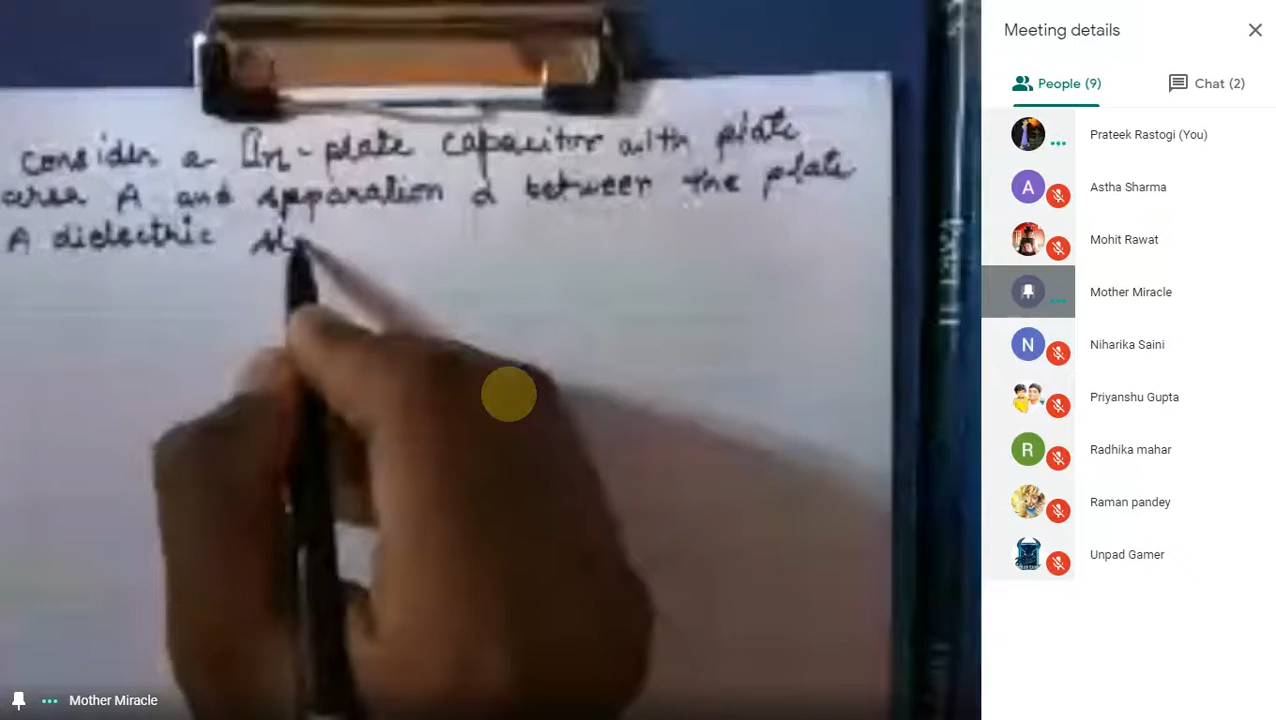 Meeting details
People (9)
Chat (2)
consider a plate capacitor with plate
area A and spparation d between the plate
A dielectric
Prateek Rastogi (You)
A
Astha Sharma
Mohit Rawat
Mother Miracle
N
Niharika Saini
Priyanshu Gupta
R
Radhika mahar
Raman pandey
Unpad Gamer
Mother Miracle